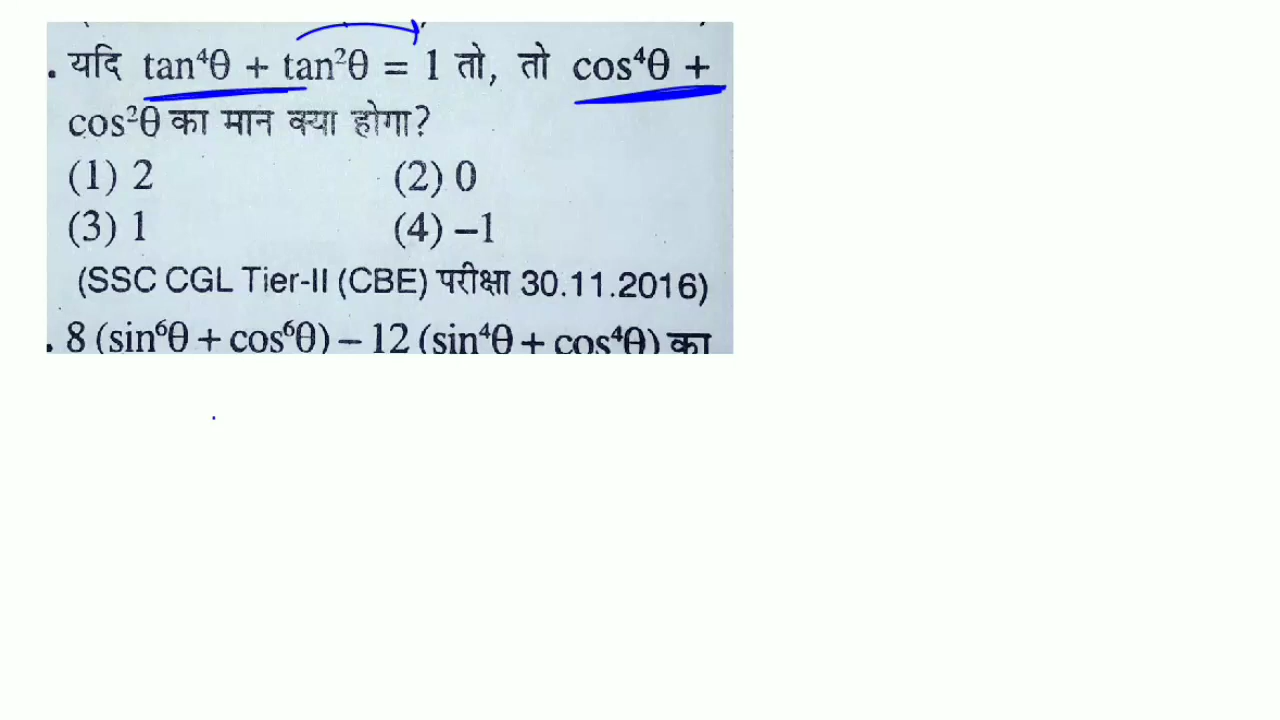 . यदि tan⁴θ + tan²θ = 1 तो, तो cos⁴θ +
cos²θ का मान क्या होगा?
(1) 2 (2) 0
(3) 1 (4) –1
(SSC CGL Tier-II (CBE) परीक्षा 30.11.2016)
. 8 (sin⁶θ + cos⁶θ) – 12 (sin⁴θ + cos⁴θ) का